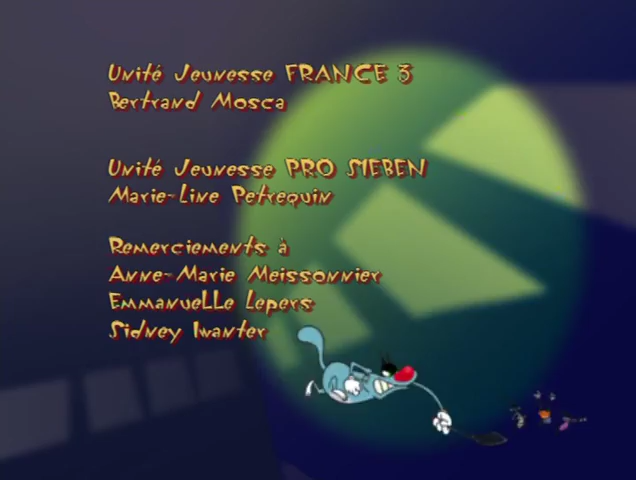 Unité Jeunesse FRANCE 3
Bertrand Mosca
Unité Jeunesse PRO SIEBEN
Marie-Line Petrequin
Remerciements à
Anne-Marie Meissonnier
Emmanuelle Lepers
Sidney Iwanter